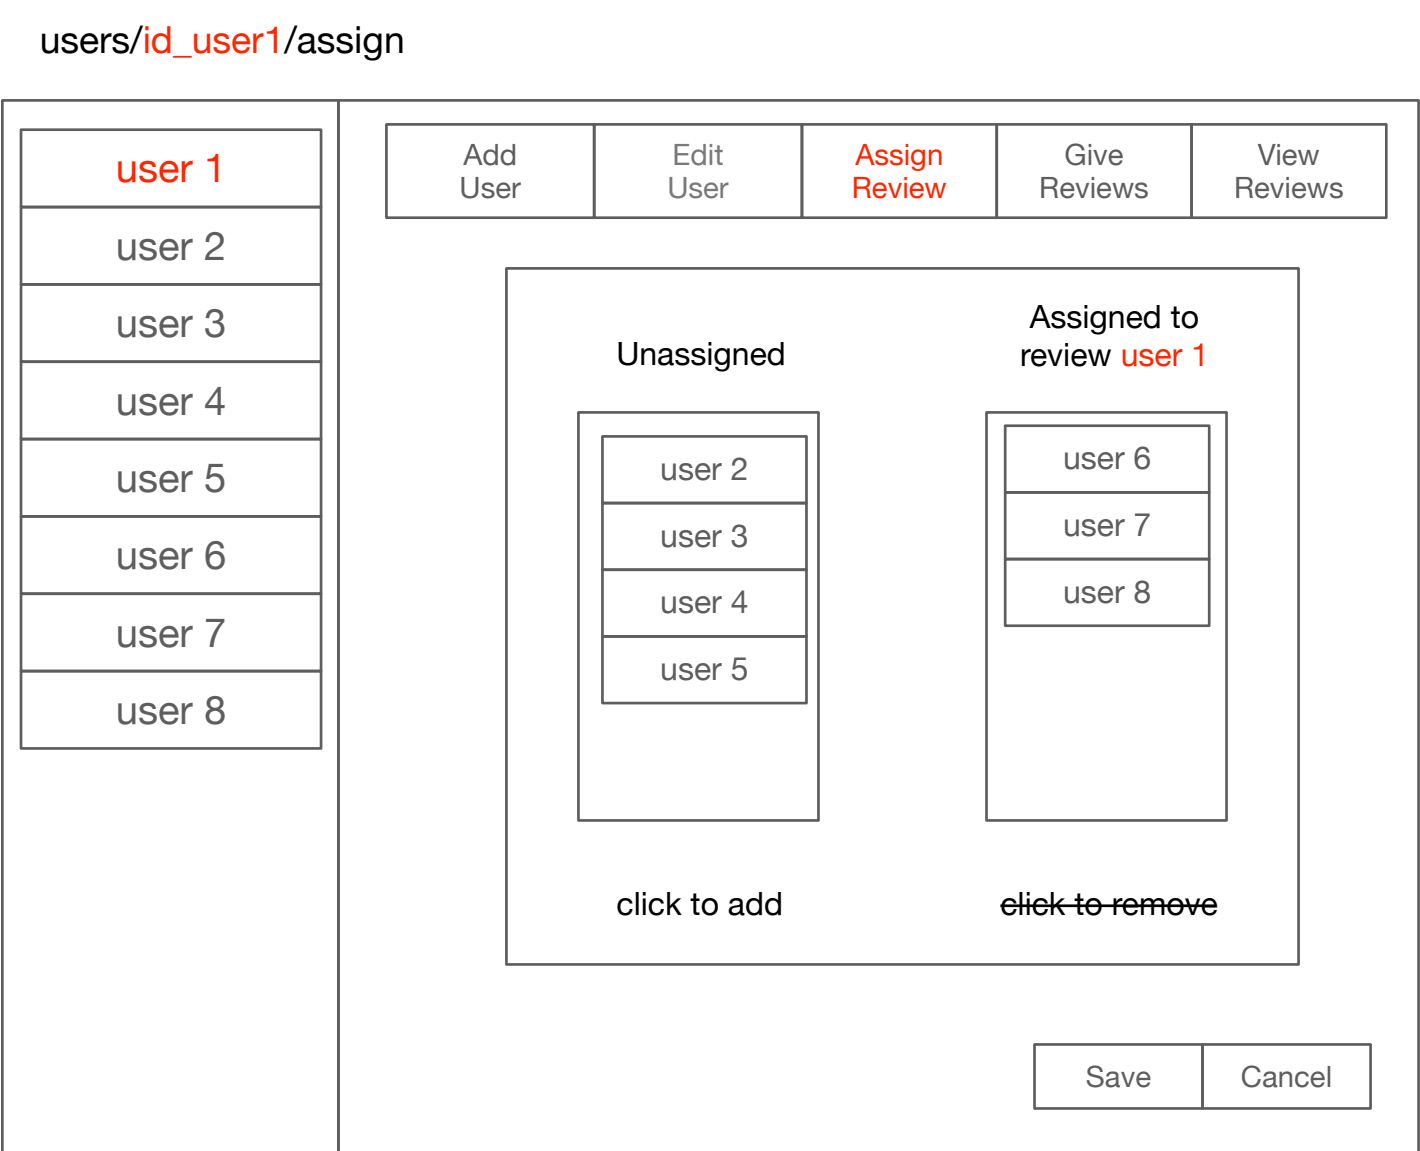 users/id_user1/assign
user 1
user 2
user 3
user 4
user 5
user 6
user 7
user 8
Add
User
Edit
User
Assign
Review
Give
Reviews
View
Reviews
Unassigned
user 2
user 3
user 4
user 5
click to add
Assigned to
review user 1
user 6
user 7
user 8
click to remove
Save
Cancel